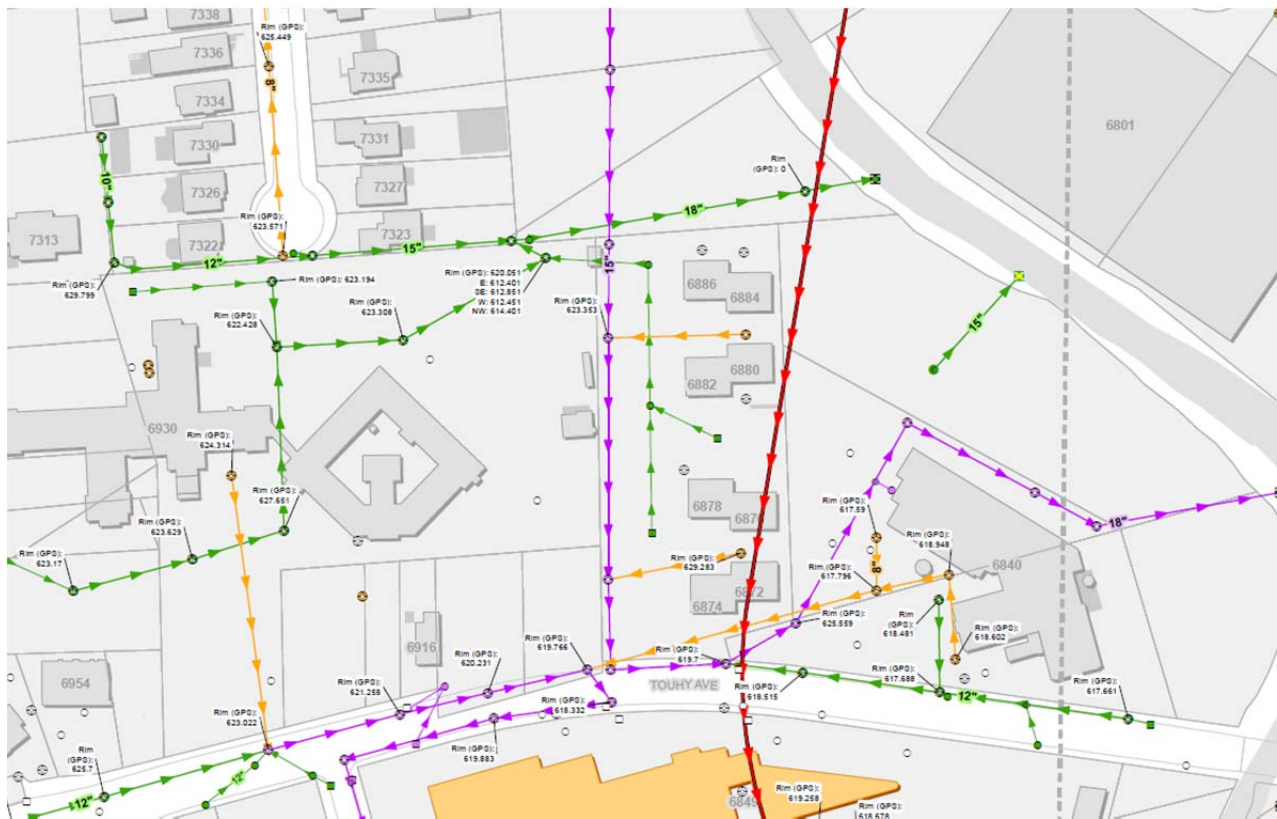 7338
Rim (GPS):
625.449
7336
7335
7334
8"
6801
7330
7331
10"
Rim
(GPS): 0
7326
7327
Rim (GPS):
623.571
18"
7313
7322
7323
15"
12"
15"
Rim (GPS):
629.799
Rim (GPS): 623.194
Rim (GPS): 620.051
E: 612.401
SE: 612.851
W: 612.451
NW: 614.401
6886
6884
Rim (GPS):
622.428
Rim (GPS):
623.308
Rim (GPS):
623.353
15"
6882
6880
6930
Rim (GPS):
624.314
Rim (GPS):
627.651
6878
Rim (GPS):
617.59
18"
Rim (GPS):
623.629
Rim (GPS):
618.948
Rim (GPS):
623.17
Rim (GPS):
629.283
Rim (GPS):
617.796
8"
6840
6872
6874
Rim (GPS):
625.559
Rim
(GPS):
618.481
Rim (GPS):
618.602
6916
Rim (GPS):
619.766
Rim (GPS):
619.7
Rim (GPS):
620.231
6954
TOUHY AVE
Rim (GPS):
618.515
Rim (GPS):
617.588
12"
Rim (GPS):
617.661
Rim (GPS):
621.258
Rim (GPS):
618.332
Rim (GPS):
623.022
Rim (GPS):
619.883
Rim
(GPS):
625.7
12"
12"
6849
Rim (GPS):
619.258
Rim (GPS):
618.578